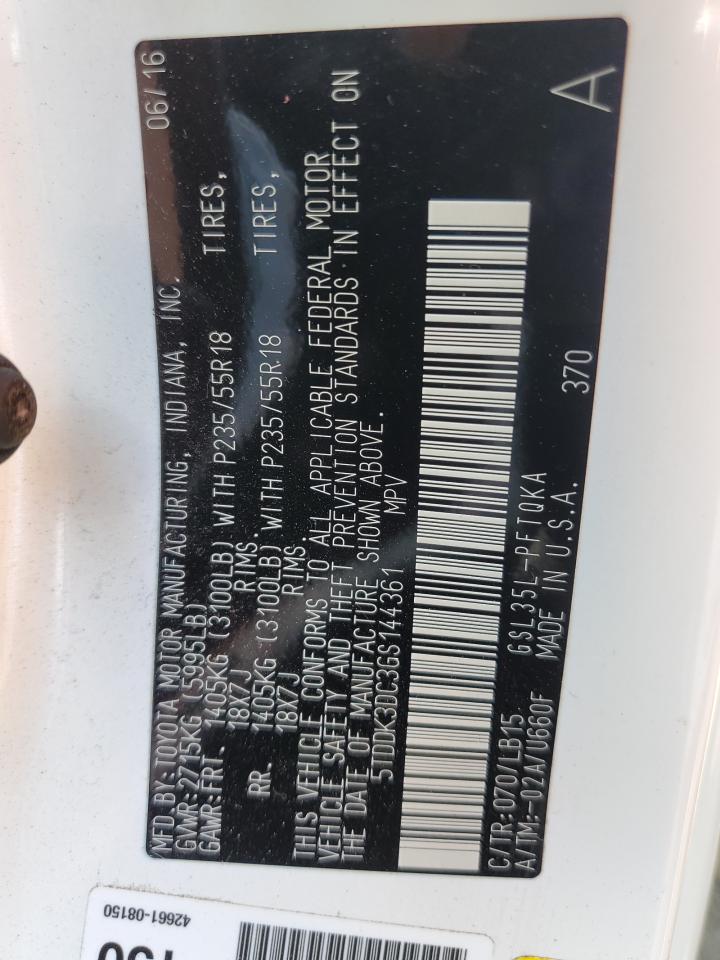 MFD.BY:TOYOTA MOTOR MANUFACTURING, INDIANA, INC. 06/16
GVWR:2715KG (5995LB)
GAWR:FRT. 1405KG (3100LB) WITH P235/55R18 TIRES,
18X7J RIMS.
RR. 1405KG (3100LB) WITH P235/55R18 TIRES,
18X7J RIMS.
THIS VEHICLE CONFORMS TO ALL APPLICABLE FEDERAL MOTOR
VEHICLE SAFETY AND THEFT PREVENTION STANDARDS IN EFFECT ON
THE DATE OF MANUFACTURE SHOWN ABOVE.
5TDDK3DC3GS144361 MPV
C/TR:070/LB15 GSL35L-PFTQKA 370 A
A/TM:-02A/U660F MADE IN U.S.A.
42661-08150